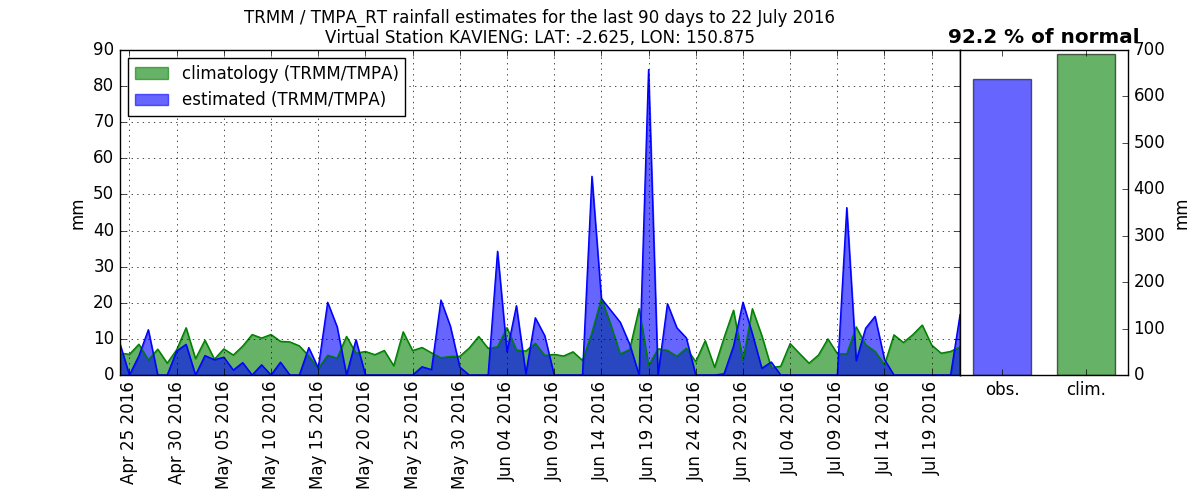 TRMM / TMPA_RT rainfall estimates for the last 90 days to 22 July 2016
Virtual Station KAVIENG: LAT: -2.625, LON: 150.875
92.2 % of normal
climatology (TRMM/TMPA)
estimated (TRMM/TMPA)
90
80
70
60
50
40
30
20
10
0
mm
Apr 25 2016
Apr 30 2016
May 05 2016
May 10 2016
May 15 2016
May 20 2016
May 25 2016
May 30 2016
Jun 04 2016
Jun 09 2016
Jun 14 2016
Jun 19 2016
Jun 24 2016
Jun 29 2016
Jul 04 2016
Jul 09 2016
Jul 14 2016
Jul 19 2016
obs.
clim.
700
600
500
400
300
200
100
0
mm